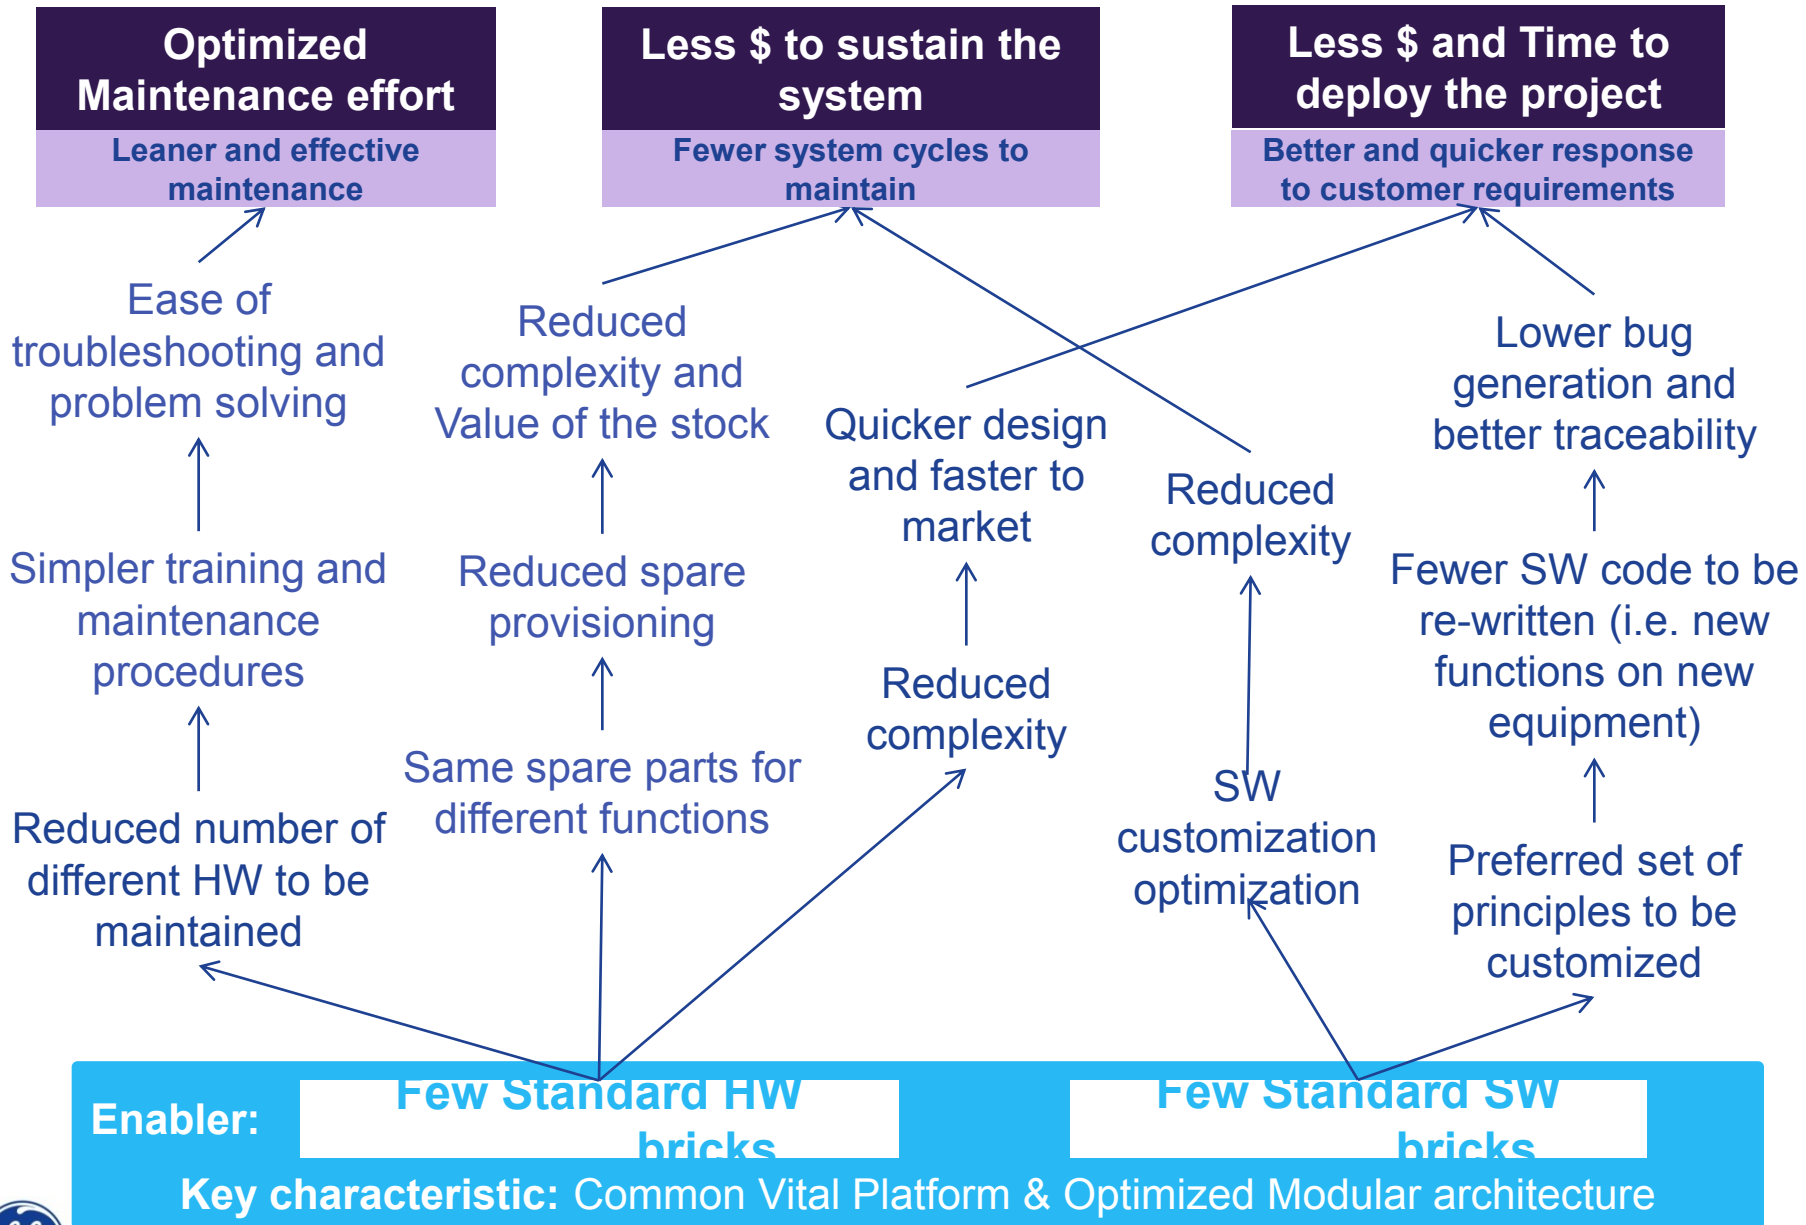 Optimized
Maintenance effort
Leaner and effective
maintenance
Less $ to sustain the
system
Fewer system cycles to
maintain
Less $ and Time to
deploy the project
Better and quicker response
to customer requirements
Ease of
troubleshooting and
problem solving
Simpler training and
maintenance
procedures
Reduced number of
different HW to be
maintained
Reduced
complexity and
Value of the stock
Reduced spare
provisioning
Same spare parts for
different functions
Quicker design
and faster to
market
Reduced
complexity
Reduced
complexity
SW
customization
optimization
Lower bug
generation and
better traceability
Fewer SW code to be
re-written (i.e. new
functions on new
equipment)
Preferred set of
principles to be
customized
Enabler:
Few Standard HW
bricks
Few Standard SW
bricks
Key characteristic: Common Vital Platform & Optimized Modular architecture